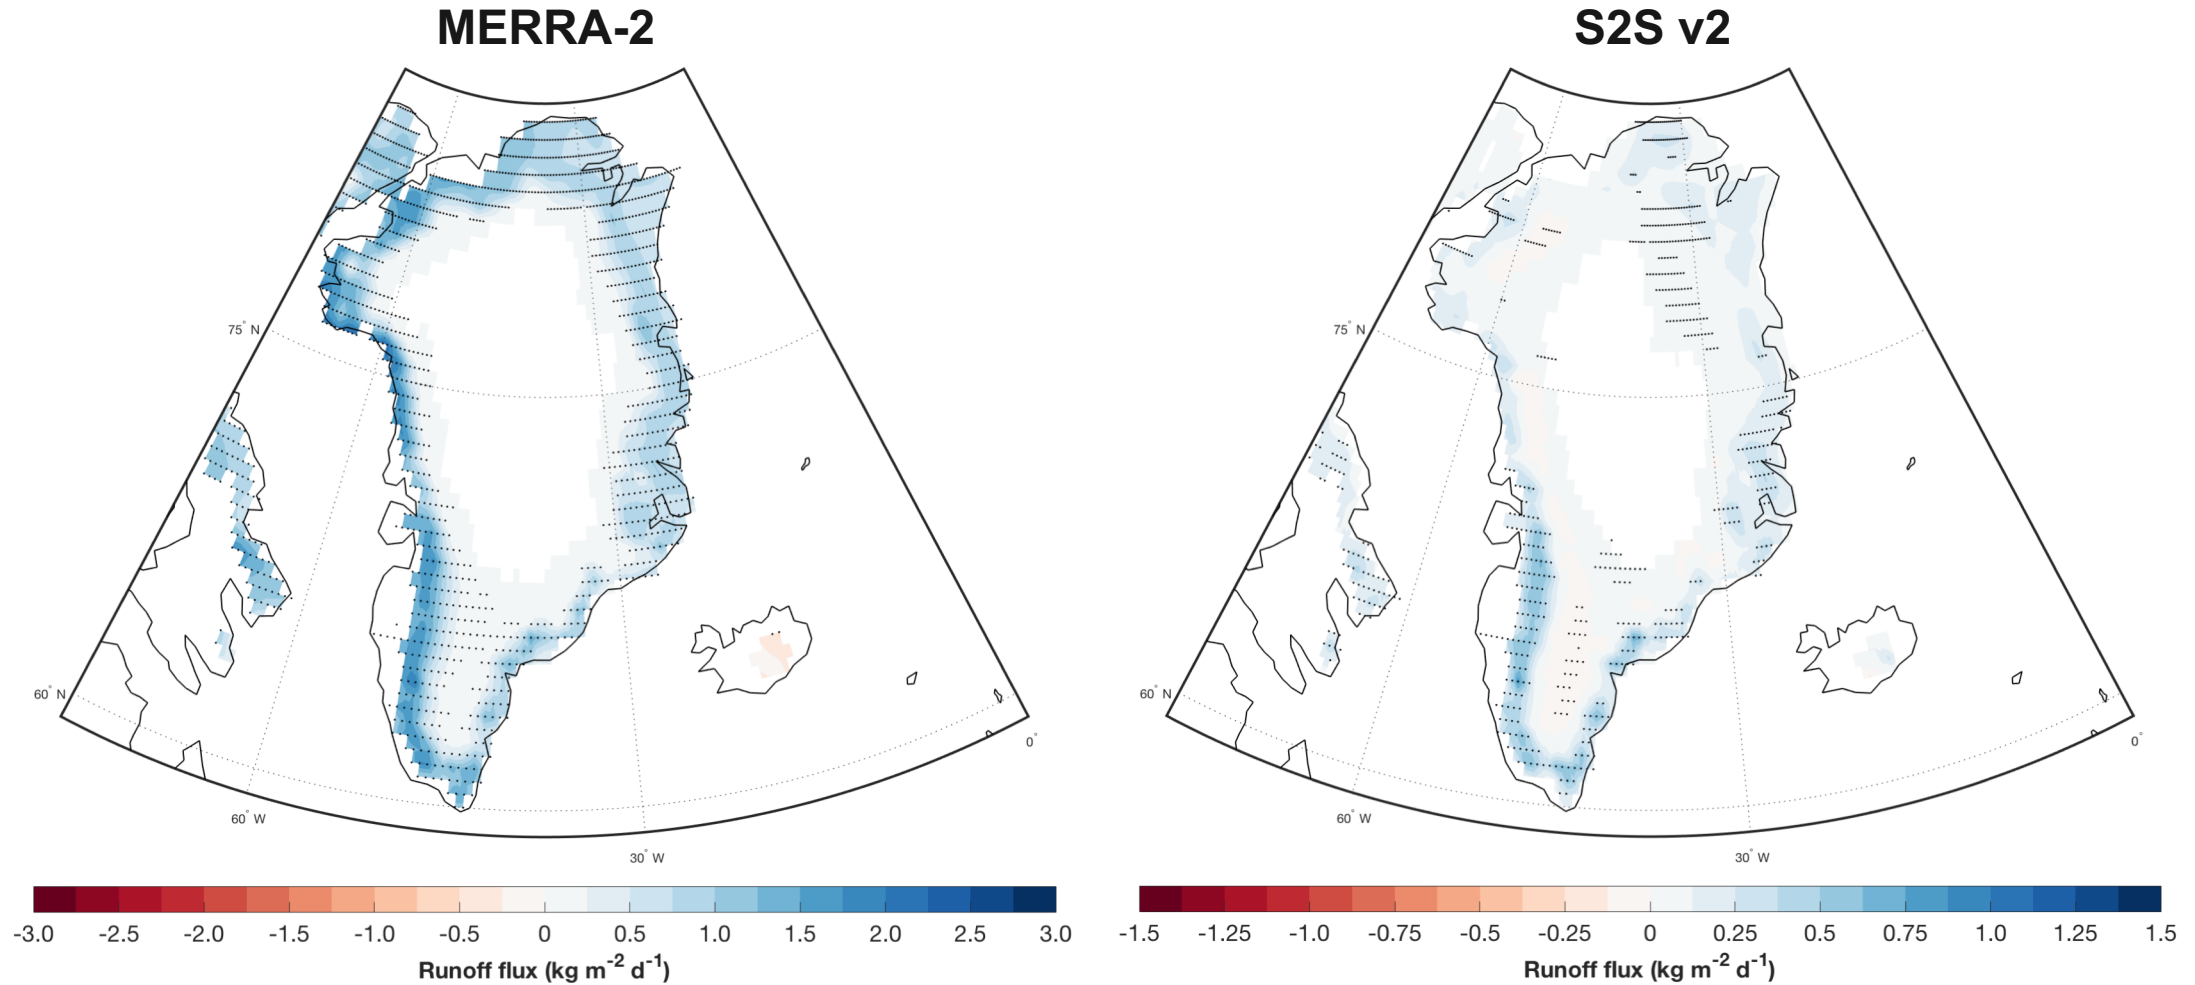 MERRA-2 S2S v2
75° N 75° N
60° N 60° N
0° 0°
60° W 60° W
30° W 30° W
-3.0 -2.5 -2.0 -1.5 -1.0 -0.5 0 0.5 1.0 1.5 2.0 2.5 3.0 -1.5 -1.25 -1.0 -0.75 -0.5 -0.25 0 0.25 0.5 0.75 1.0 1.25 1.5
Runoff flux (kg m⁻² d⁻¹) Runoff flux (kg m⁻² d⁻¹)